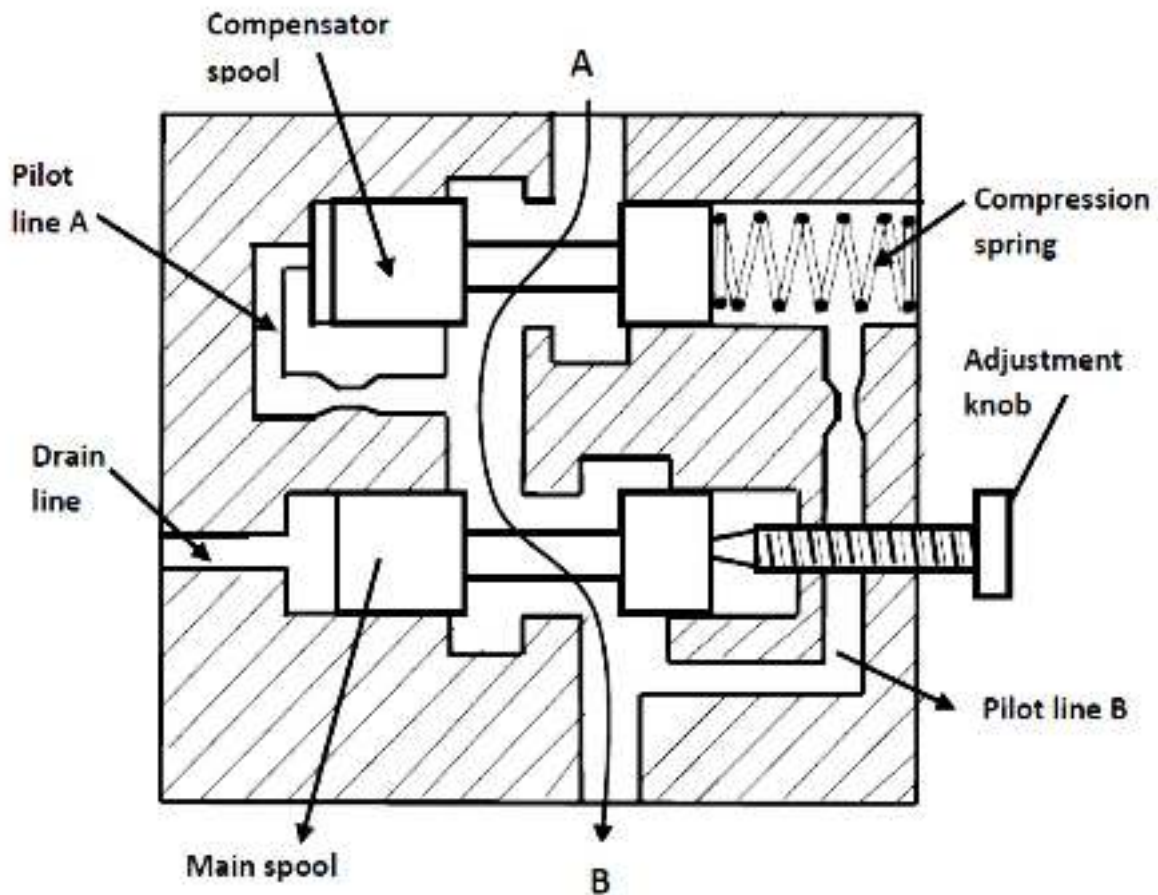 Compensator
spool
A
Pilot
line A
Compression
spring
Adjustment
knob
Drain
line
Pilot line B
Main spool
B